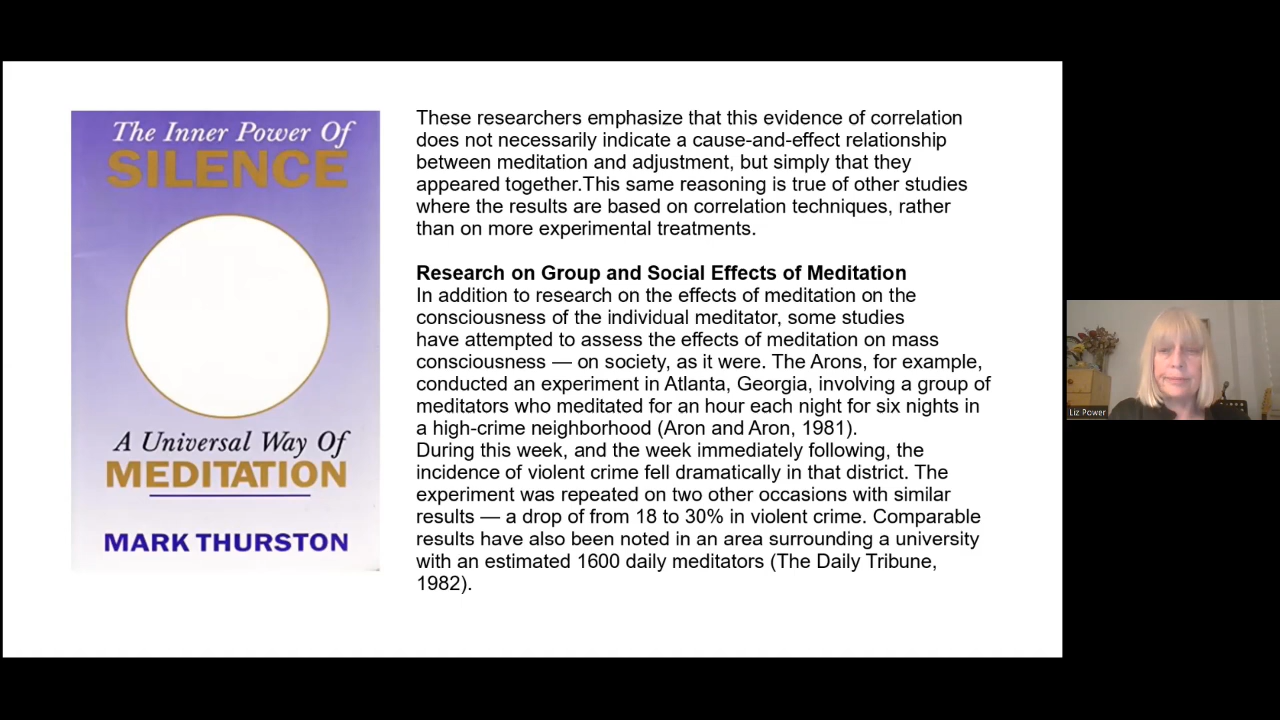 The Inner Power Of
SILENCE
A Universal Way Of
MEDITATION
MARK THURSTON
These researchers emphasize that this evidence of correlation
does not necessarily indicate a cause-and-effect relationship
between meditation and adjustment, but simply that they
appeared together.This same reasoning is true of other studies
where the results are based on correlation techniques, rather
than on more experimental treatments.
Research on Group and Social Effects of Meditation
In addition to research on the effects of meditation on the
consciousness of the individual meditator, some studies
have attempted to assess the effects of meditation on mass
consciousness — on society, as it were. The Arons, for example,
conducted an experiment in Atlanta, Georgia, involving a group of
meditators who meditated for an hour each night for six nights in
a high-crime neighborhood (Aron and Aron, 1981).
During this week, and the week immediately following, the
incidence of violent crime fell dramatically in that district. The
experiment was repeated on two other occasions with similar
results — a drop of from 18 to 30% in violent crime. Comparable
results have also been noted in an area surrounding a university
with an estimated 1600 daily meditators (The Daily Tribune,
1982).
Liz Power